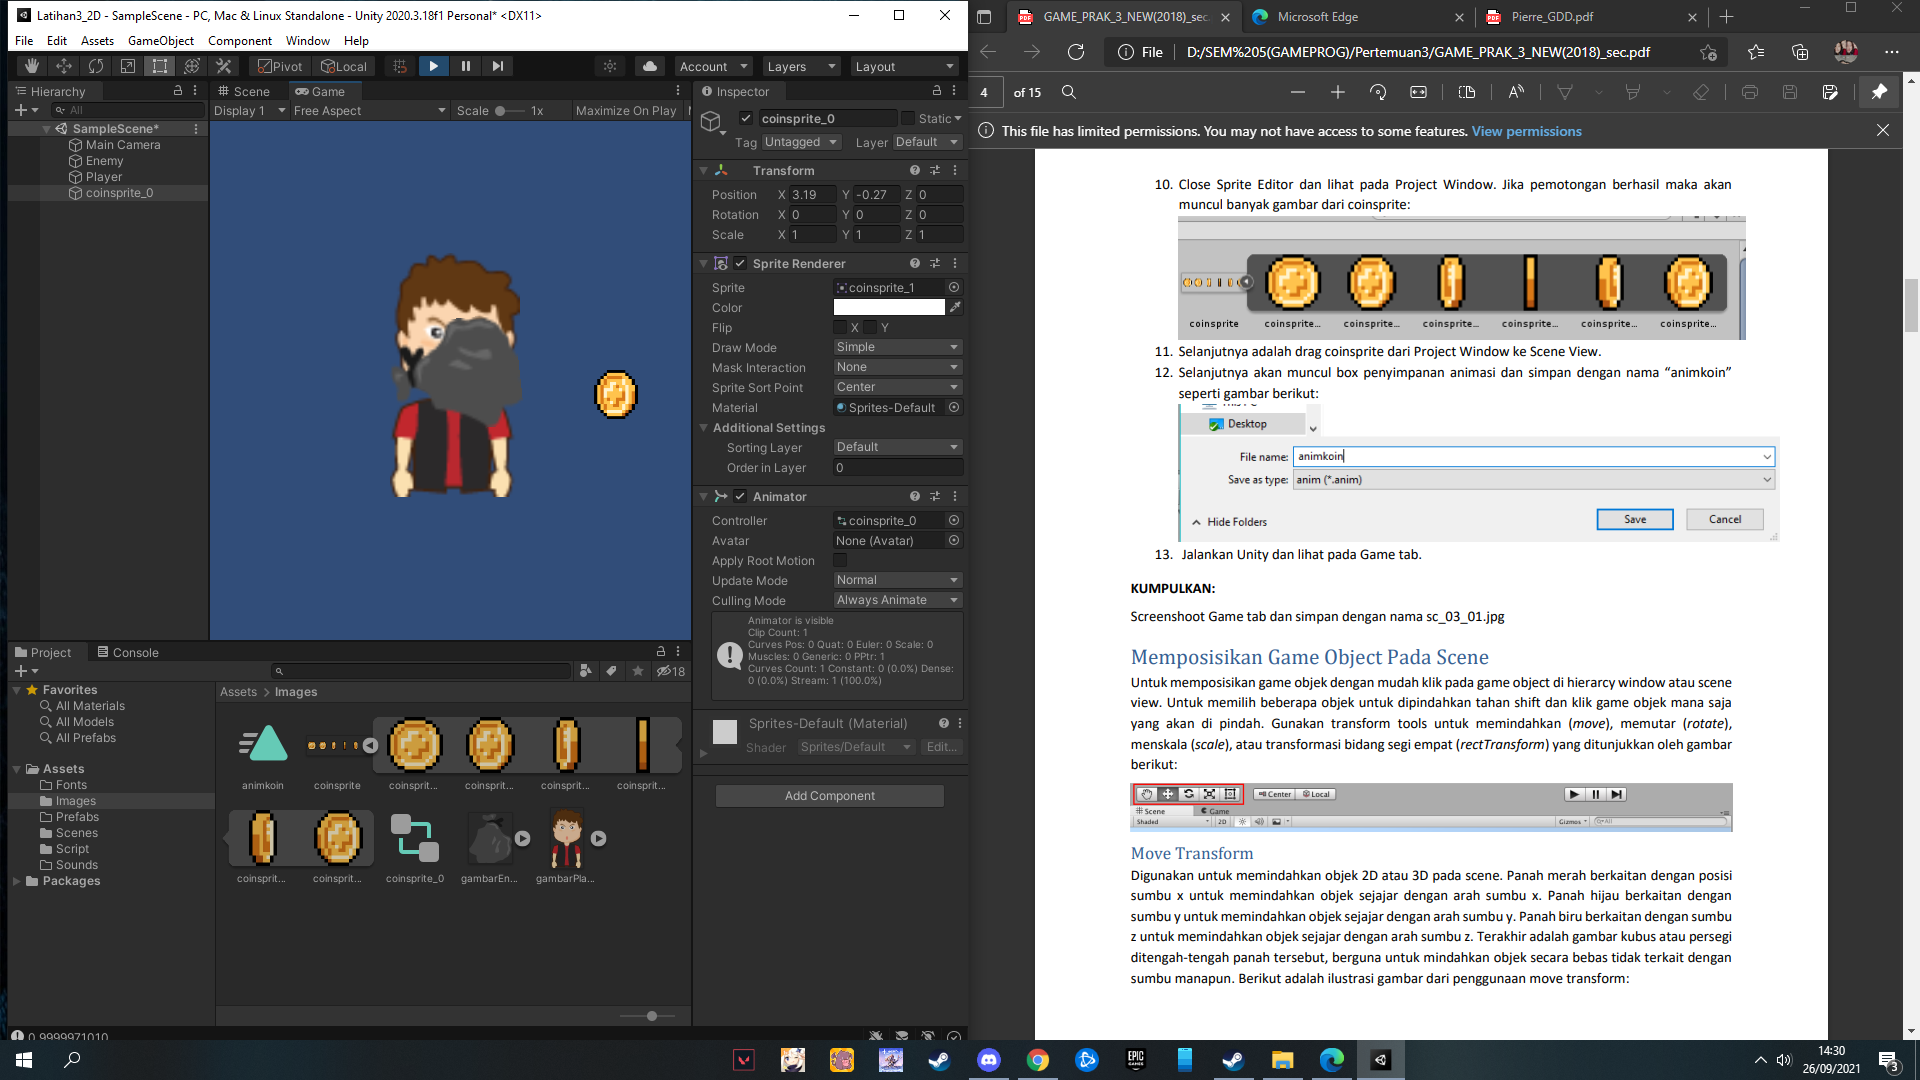 Latihan3_2D - SampleScene - PC, Mac & Linux Standalone - Unity 2020.3.18f1 Personal* <DX11>
File Edit Assets GameObject Component Window Help
Pivot Local Account Layers Layout
Hierarchy
All
SampleScene*
Main Camera
Enemy
Player
coinsprite_0
Scene Game
Display 1 Free Aspect Scale 1x Maximize On Play
Inspector
coinsprite_0 Static
Tag Untagged Layer Default
Transform
Position X 3.19 Y -0.27 Z 0
Rotation X 0 Y 0 Z 0
Scale X 1 Y 1 Z 1
Sprite Renderer
Sprite coinsprite_1
Color
Flip X Y
Draw Mode Simple
Mask Interaction None
Sprite Sort Point Center
Material Sprites-Default
Additional Settings
Sorting Layer Default
Order in Layer 0
Animator
Controller coinsprite_0
Avatar None (Avatar)
Apply Root Motion
Update Mode Normal
Culling Mode Always Animate
Animator is visible
Clip Count: 1
Curves Pos: 0 Quat: 0 Euler: 0 Scale: 0
Muscles: 0 Generic: 0 PPtr: 1
Curves Count: 1 Constant: 0 (0.0%) Dense:
0 (0.0%) Stream: 1 (100.0%)
Sprites-Default (Material)
Shader Sprites/Default Edit...
Add Component
Project Console
18
Favorites
All Materials
All Models
All Prefabs
Assets
Fonts
Images
Prefabs
Scenes
Script
Sounds
Packages
Assets > Images
animkoin coinsprite coinsprit... coinsprit... coinsprit... coinsprit...
coinsprit... coinsprit... coinsprite_0 gambarEn... gambarPla...
0.9999971010
GAME_PRAK_3_NEW(2018)_sec. Microsoft Edge Pierre_GDD.pdf
File D:/SEM%205(GAMEPROG)/Pertemuan3/GAME_PRAK_3_NEW(2018)_sec.pdf
4 of 15
This file has limited permissions. You may not have access to some features. View permissions
10. Close Sprite Editor dan lihat pada Project Window. Jika pemotongan berhasil maka akan
muncul banyak gambar dari coinsprite:
coinsprite coinsprite... coinsprite... coinsprite... coinsprite... coinsprite... coinsprite...
11. Selanjutnya adalah drag coinsprite dari Project Window ke Scene View.
12. Selanjutnya akan muncul box penyimpanan animasi dan simpan dengan nama “animkoin”
seperti gambar berikut:
Desktop
File name: animkoin
Save as type: anim (*.anim)
Hide Folders Save Cancel
13. Jalankan Unity dan lihat pada Game tab.
KUMPULKAN:
Screenshoot Game tab dan simpan dengan nama sc_03_01.jpg
Memposisikan Game Object Pada Scene
Untuk memposisikan game objek dengan mudah klik pada game object di hierarcy window atau scene
view. Untuk memilih beberapa objek untuk dipindahkan tahan shift dan klik game objek mana saja
yang akan di pindah. Gunakan transform tools untuk memindahkan (move), memutar (rotate),
menskala (scale), atau transformasi bidang segi empat (rectTransform) yang ditunjukkan oleh gambar
berikut:
Center Local
Scene Game
Shaded 2D Gizmos All
Move Transform
Digunakan untuk memindahkan objek 2D atau 3D pada scene. Panah merah berkaitan dengan posisi
sumbu x untuk memindahkan objek sejajar dengan arah sumbu x. Panah hijau berkaitan dengan
sumbu y untuk memindahkan objek sejajar dengan arah sumbu y. Panah biru berkaitan dengan sumbu
z untuk memindahkan objek sejajar dengan arah sumbu z. Terakhir adalah gambar kubus atau persegi
ditengah-tengah panah tersebut, berguna untuk mindahkan objek secara bebas tidak terkait dengan
sumbu manapun. Berikut adalah ilustrasi gambar dari penggunaan move transform:
EPIC GAMES
14:30
26/09/2021
3